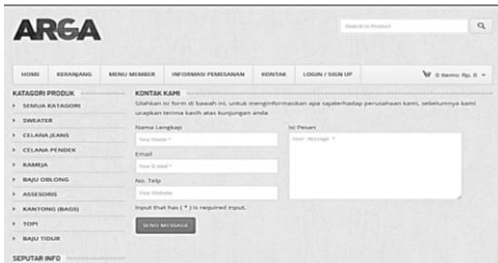 ARGA
Search in Product
HOME KERANJANG MENU MEMBER INFORMASI PEMESANAN KONTAK LOGIN / SIGN UP 0 items: Rp. 0
KATAGORI PRODUK
SEMUA KATAGORI
SWEATER
CELANA JEANS
CELANA PENDEK
KAMEJA
BAJU OBLONG
ASSESORIS
KANTONG (BAGS)
TOPI
BAJU TIDUR
SEPUTAR INFO
KONTAK KAMI
Silahkan isi form di bawah ini, untuk menginformasikan apa sajaterhadap perusahaan kami, sebelumnya kami
ucapkan terima kasih atas kunjungan anda
Nama Lengkap
Your Name *
Email
Your E-Mail *
No. Telp
Your Website
Isi Pesan:
Your Message *
Input that has ( * ) is required input.
SEND MESSAGE